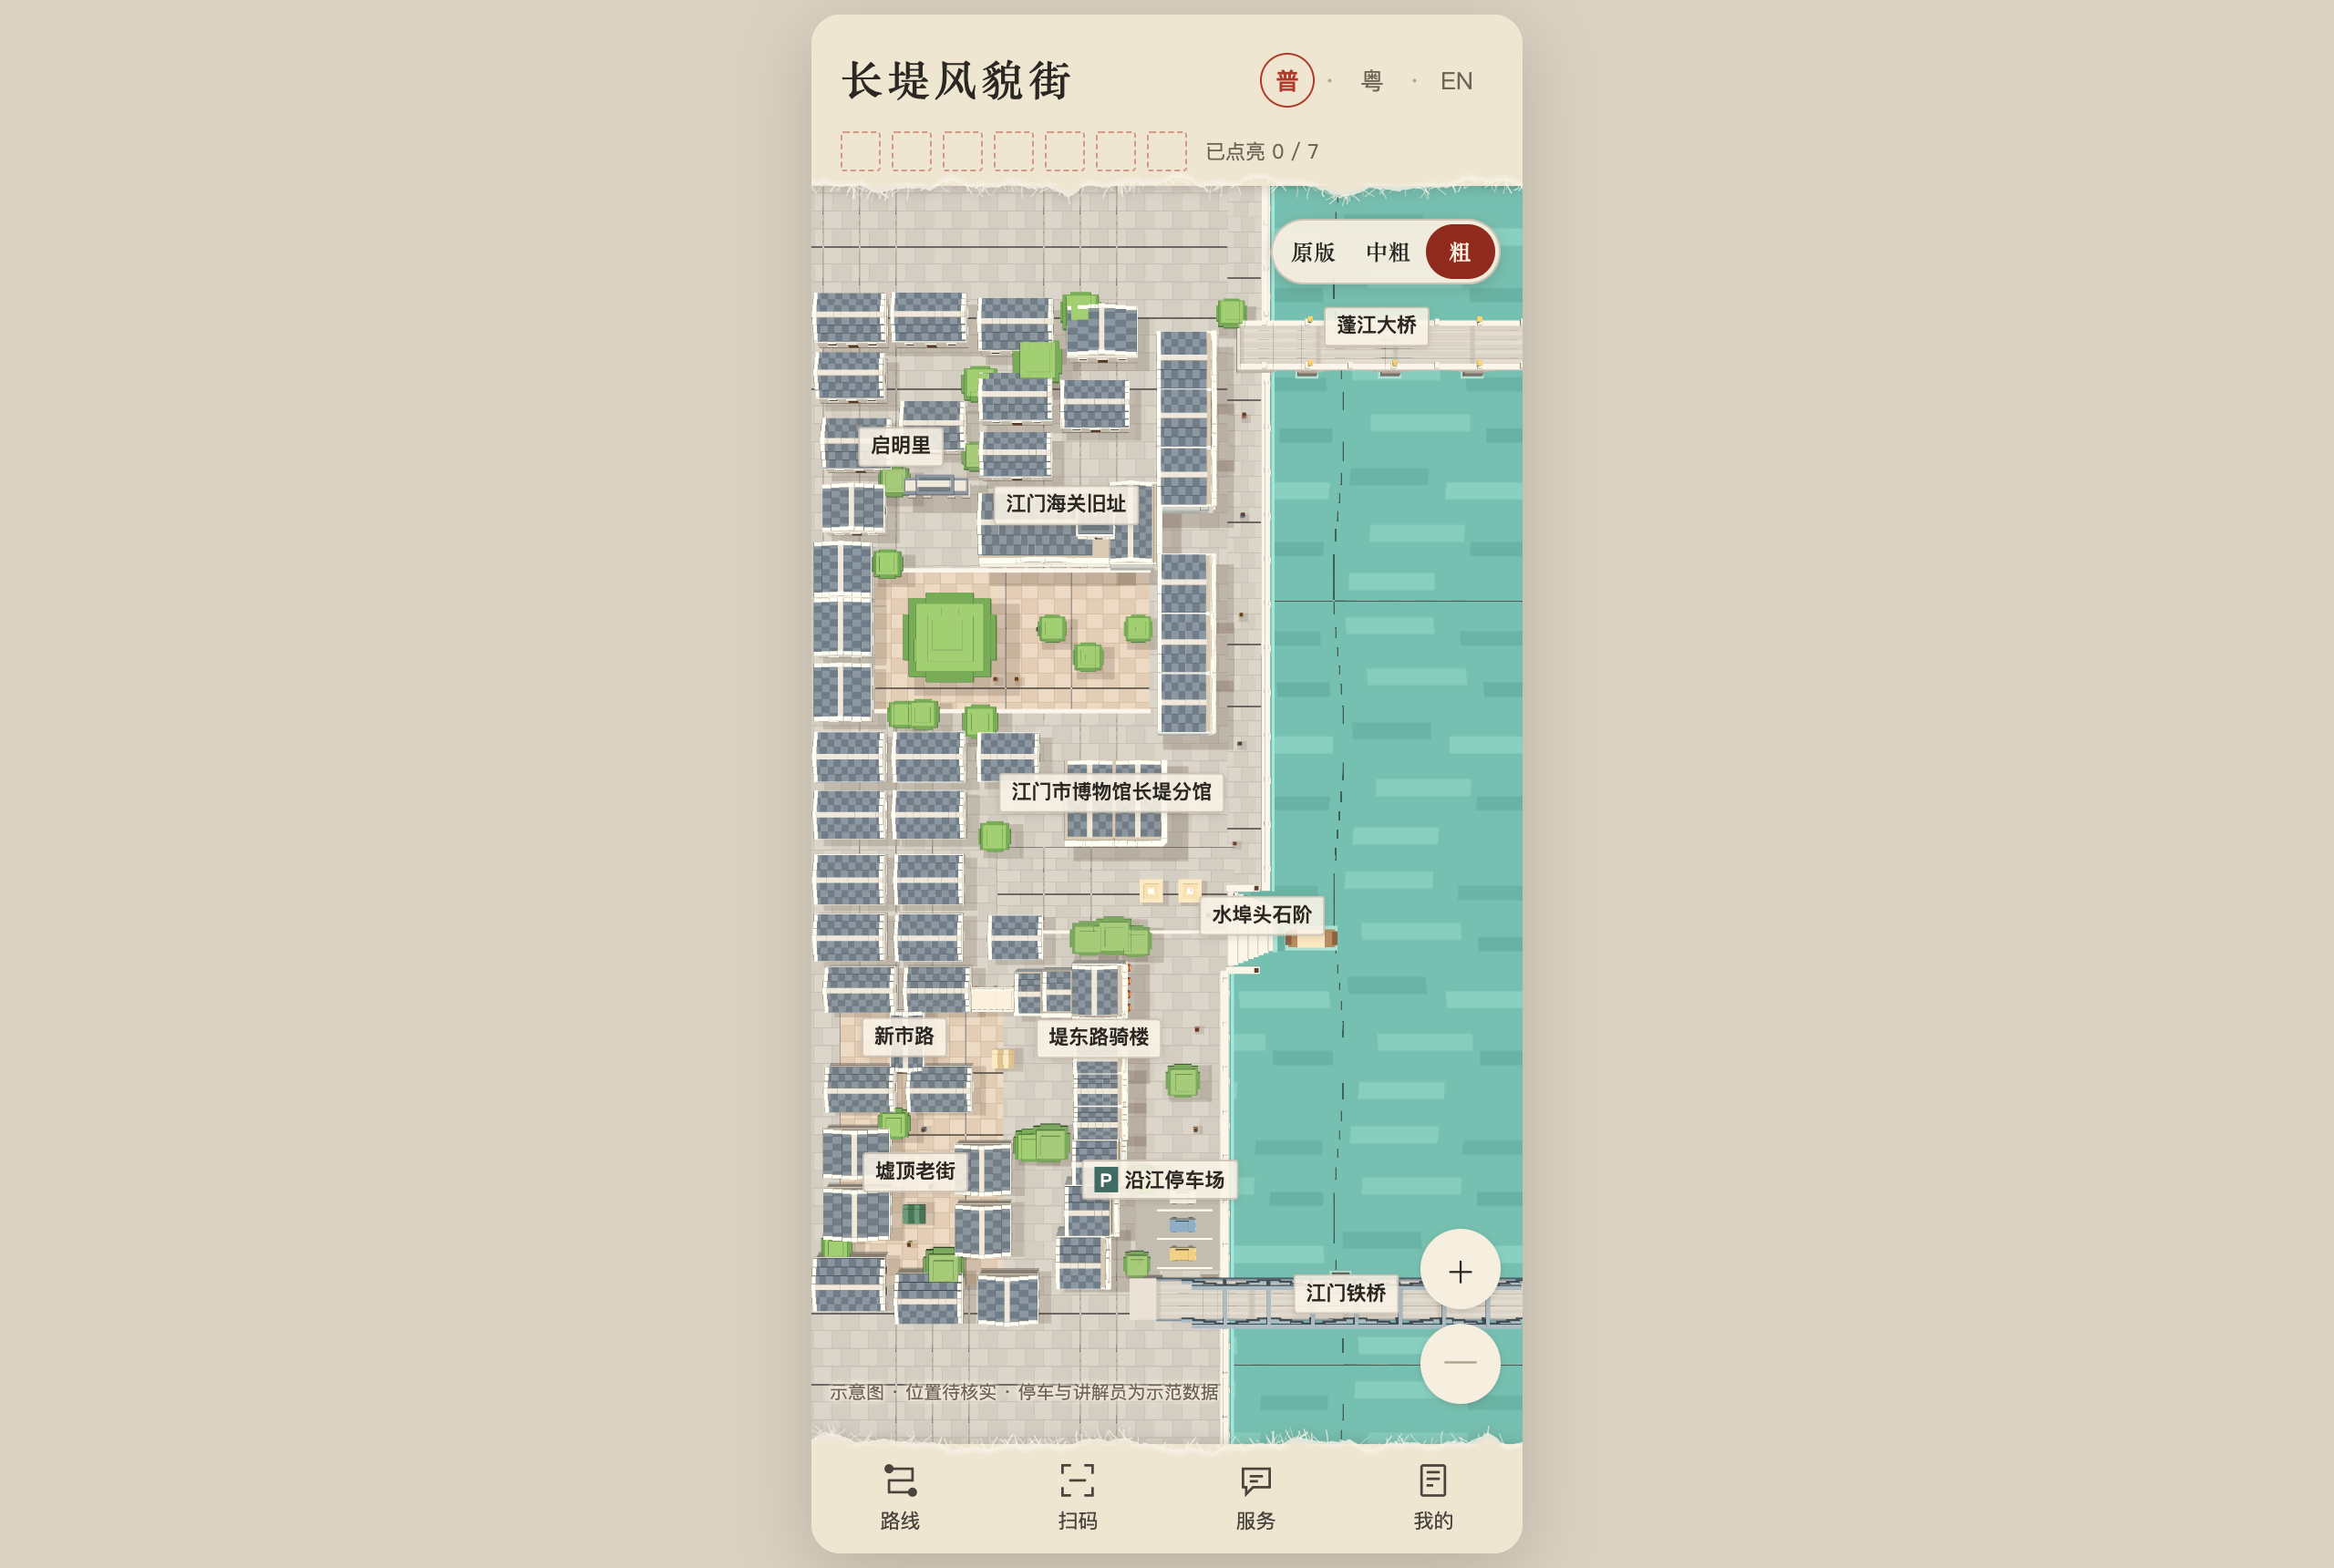 长堤风貌街
普 · 粤 · EN
已点亮 0 / 7
原版 中粗 粗
蓬江大桥
启明里
江门海关旧址
江门市博物馆长堤分馆
水埠头石阶
新市路
堤东路骑楼
墟顶老街
P 沿江停车场
江门铁桥
+
—
示意图 · 位置待核实 · 停车与讲解员为示范数据
路线
扫码
服务
我的